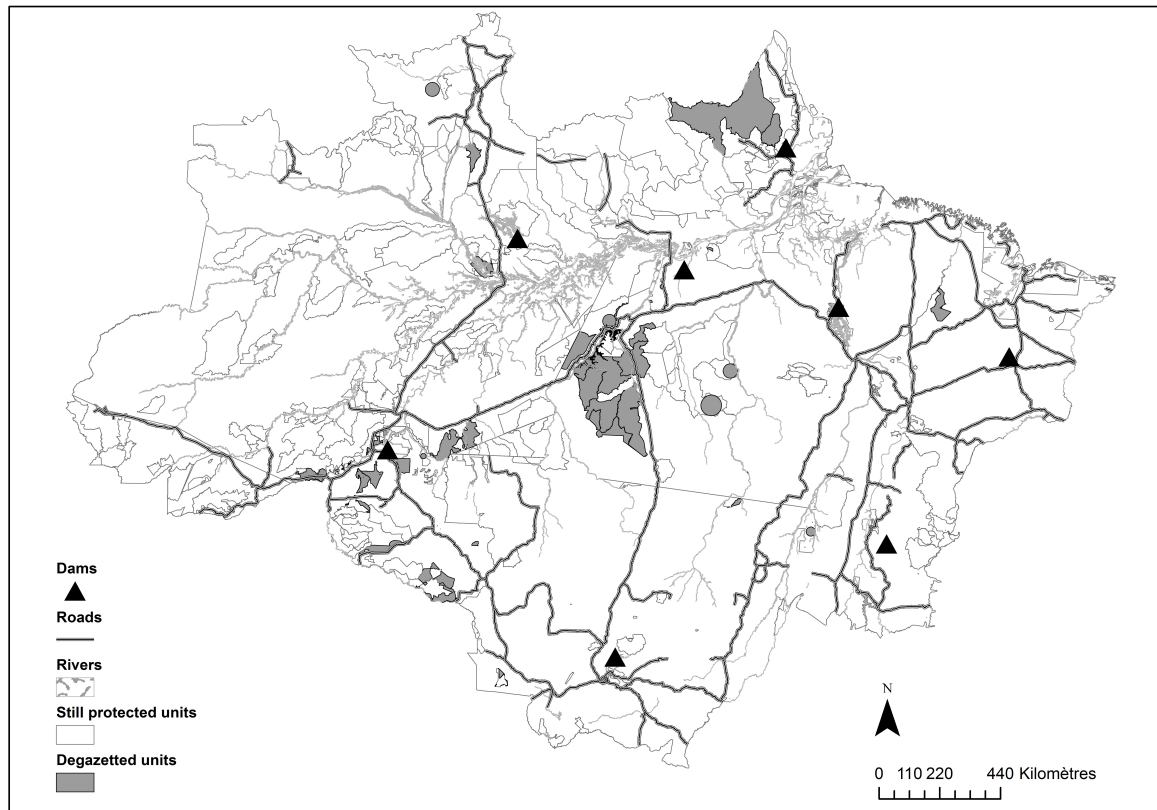 Dams
Roads
Rivers
Still protected units
Degazetted units
N
0 110 220 440 Kilomètres